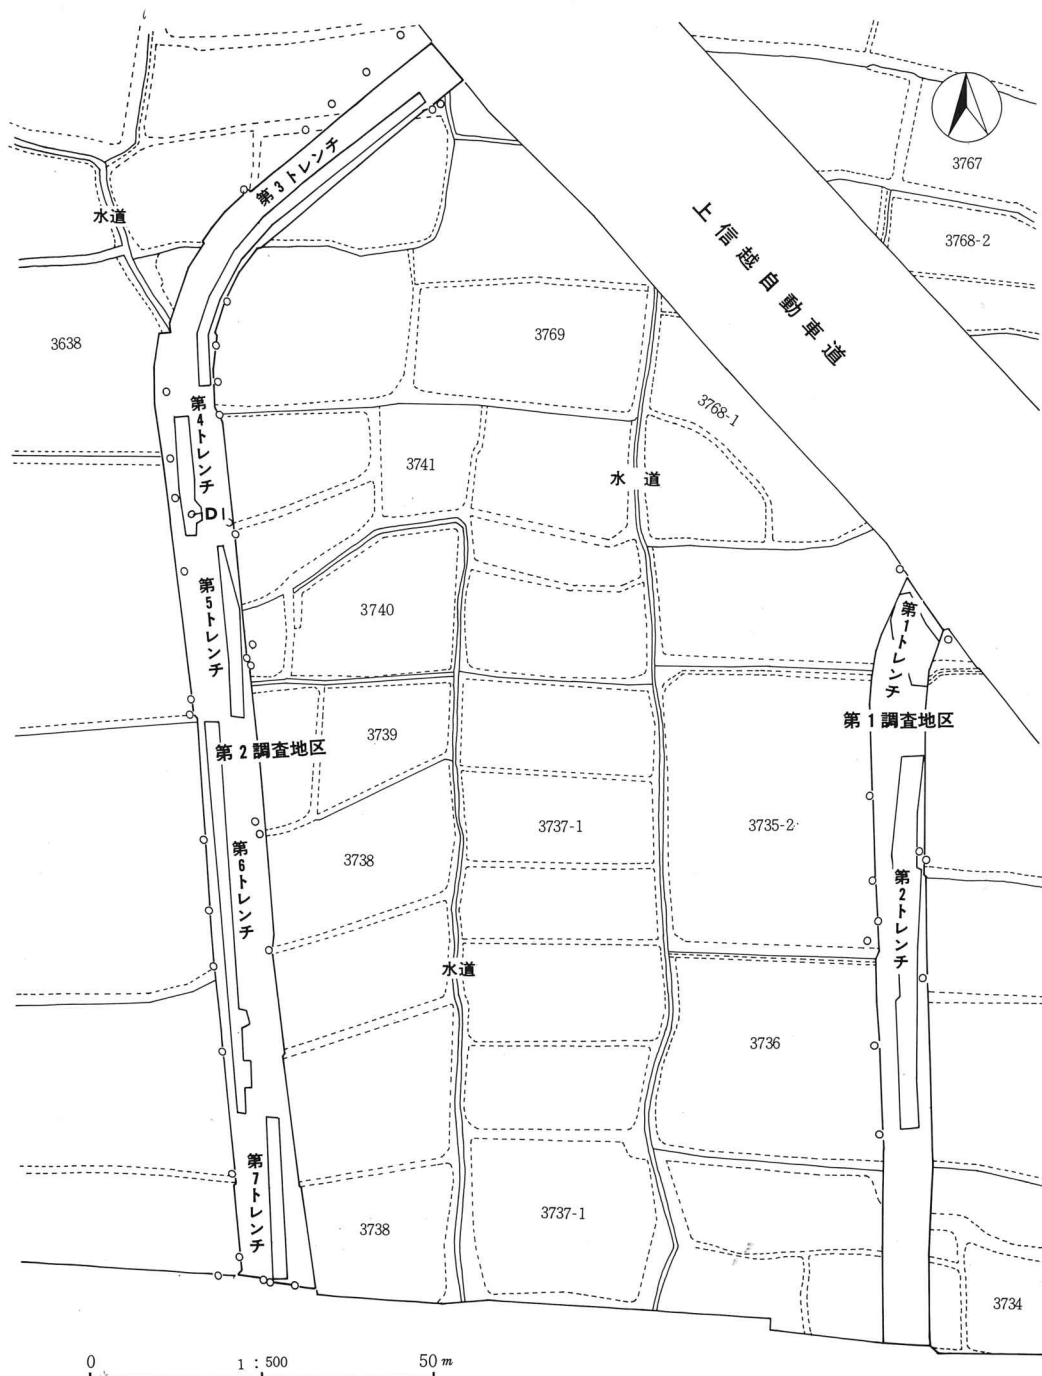 第3トレンチ
3767
水道
3768-2
上信越自動車道
3638
3769
第4トレンチ
3768-1
3741
水道
D1
第5トレンチ
3740
第1トレンチ
第1調査地区
3739
第2調査地区
3737-1
3735-2
3738
第6トレンチ
第2トレンチ
水道
3736
第7トレンチ
3738
3737-1
3734
0
1:500
50m